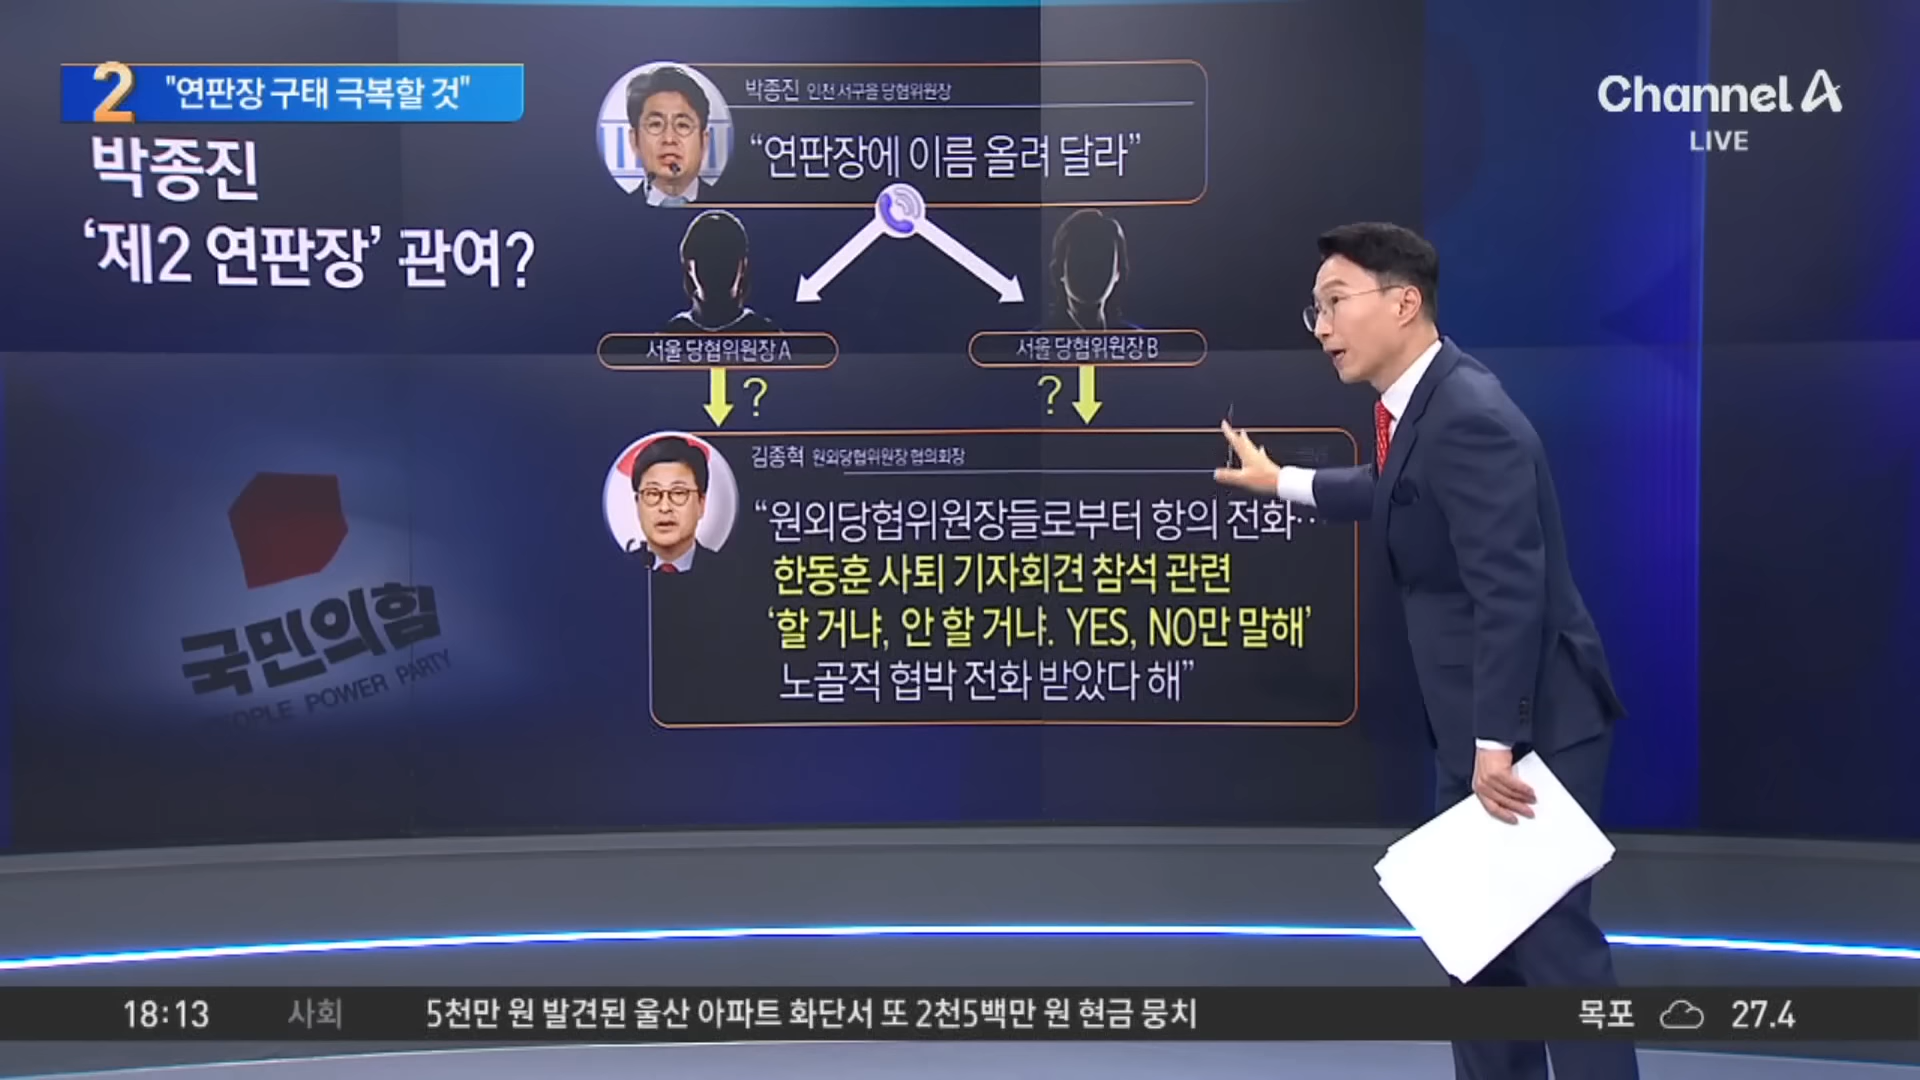 2 "연판장 구태 극복할 것"
박종진
‘제2 연판장’ 관여?
Channel A
LIVE
박종진 인천 서구을 당협위원장
“연판장에 이름 올려 달라”
서울 당협위원장 A
서울 당협위원장 B
?
?
김종혁 원외당협위원장 협의회장
“원외당협위원장들로부터 항의 전화…
한동훈 사퇴 기자회견 참석 관련
‘할 거냐, 안 할 거냐. YES, NO만 말해’
노골적 협박 전화 받았다 해”
국민의힘
PEOPLE POWER PARTY
18:13 사회 5천만 원 발견된 울산 아파트 화단서 또 2천5백만 원 현금 뭉치 목포 27.4